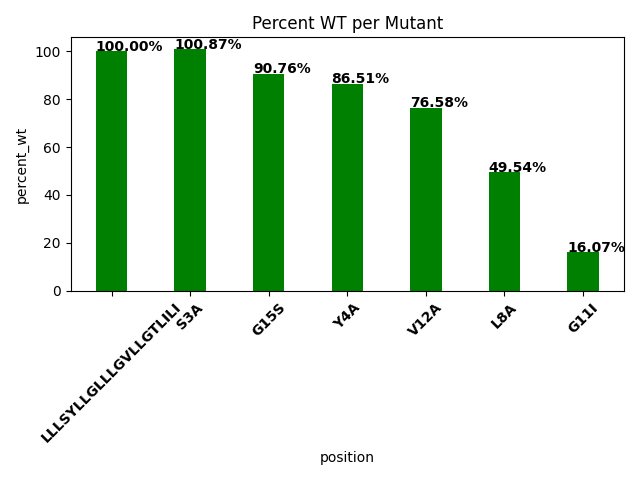 Percent WT per Mutant
percent_wt
100
80
60
40
20
0
100.00%
100.87%
90.76%
86.51%
76.58%
49.54%
16.07%
LLLSYLLGLLLGVLLGTLILI
S3A
G15S
Y4A
V12A
L8A
G11I
position